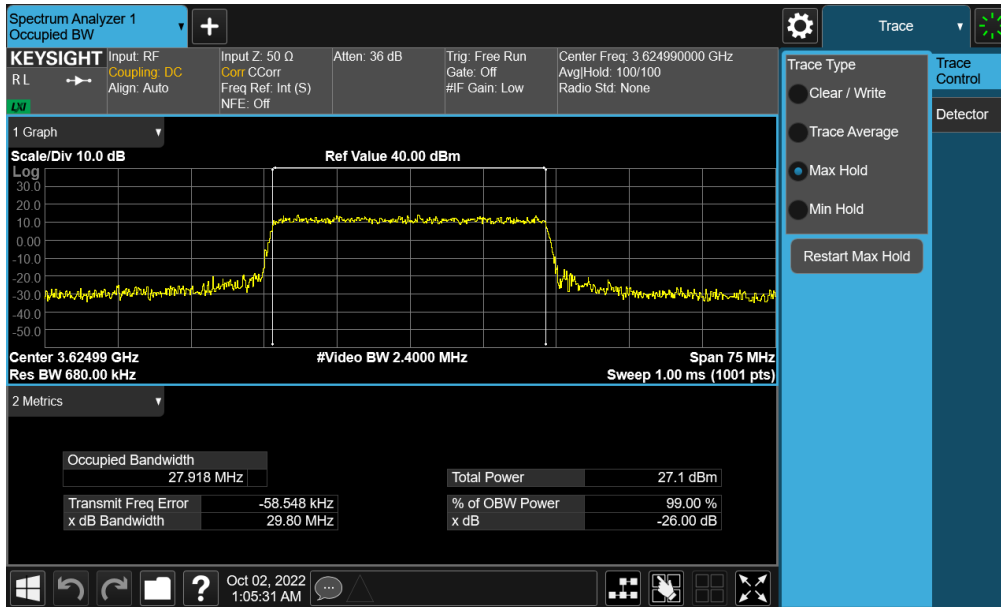 Spectrum Analyzer 1
Occupied BW
Trace
KEYSIGHT
R L
LXI
Input: RF
Coupling: DC
Align: Auto
Input Z: 50 Ω
Corr CCorr
Freq Ref: Int (S)
NFE: Off
Atten: 36 dB
Trig: Free Run
Gate: Off
#IF Gain: Low
Center Freq: 3.624990000 GHz
Avg|Hold: 100/100
Radio Std: None
Trace Type
Clear / Write
Trace Average
Max Hold
Min Hold
Restart Max Hold
Trace
Control
Detector
1 Graph
Scale/Div 10.0 dB
Ref Value 40.00 dBm
Log
30.0
20.0
10.0
0.00
-10.0
-20.0
-30.0
-40.0
-50.0
Center 3.62499 GHz
#Video BW 2.4000 MHz
Span 75 MHz
Res BW 680.00 kHz
Sweep 1.00 ms (1001 pts)
2 Metrics
Occupied Bandwidth
27.918 MHz
Total Power 27.1 dBm
Transmit Freq Error -58.548 kHz
% of OBW Power 99.00 %
x dB Bandwidth 29.80 MHz
x dB -26.00 dB
?
Oct 02, 2022
1:05:31 AM